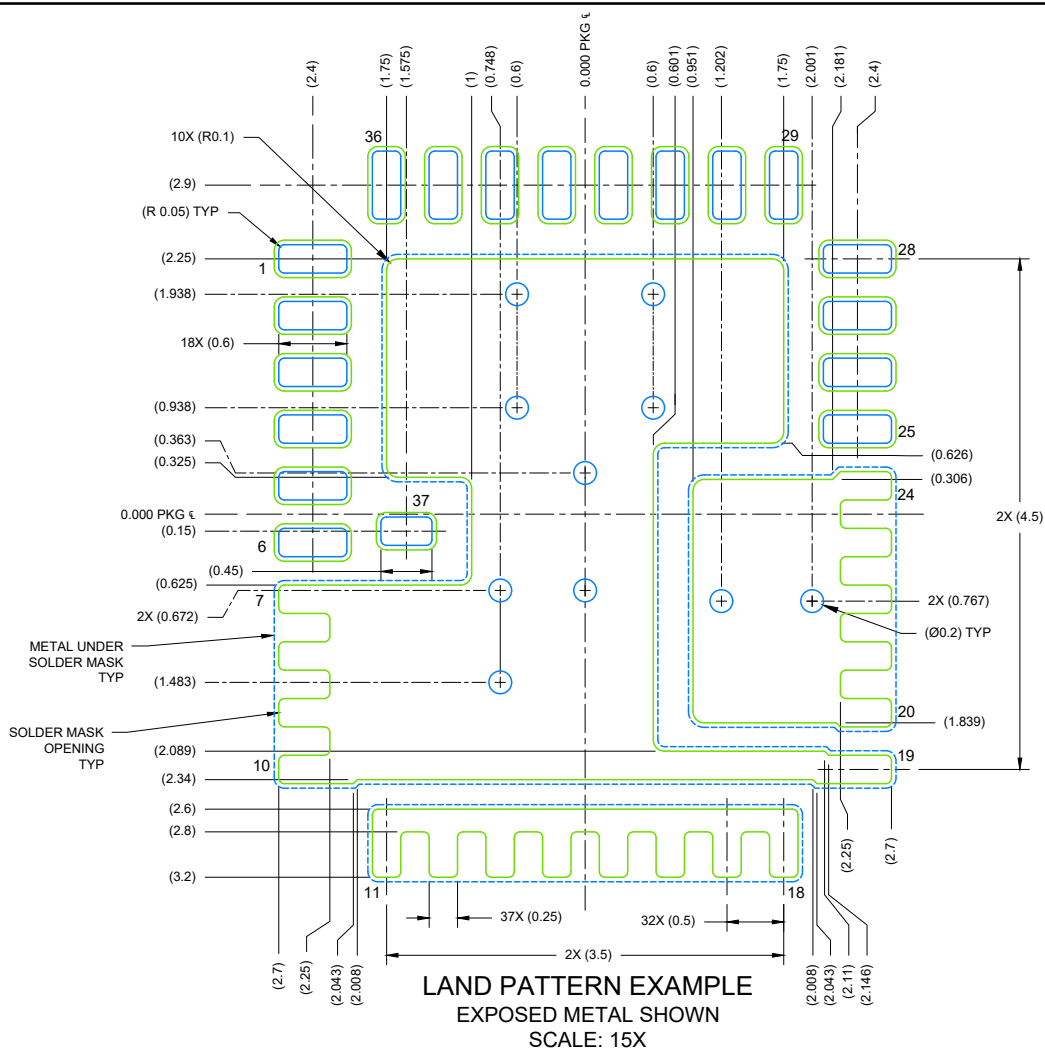 (2.4)
(1.75)
(1.575)
(1)
(0.748)
(0.6)
0.000 PKG ℄
(0.6)
(0.601)
(0.951)
(1.202)
(1.75)
(2.001)
(2.181)
(2.4)
36
29
10X (R0.1)
(2.9)
(R 0.05) TYP
(2.25)
1
28
(1.938)
18X (0.6)
(0.938)
25
(0.363)
(0.325)
(0.626)
(0.306)
37
24
0.000 PKG ℄
(0.15)
6
2X (4.5)
(0.45)
(0.625)
7
2X (0.672)
2X (0.767)
(Ø0.2) TYP
METAL UNDER
SOLDER MASK
TYP
(1.483)
SOLDER MASK
OPENING
TYP
20
(1.839)
(2.089)
10
19
(2.34)
(2.6)
(2.8)
(3.2)
11
18
37X (0.25)
32X (0.5)
2X (3.5)
(2.25)
(2.7)
(2.7)
(2.25)
(2.043)
(2.008)
(2.008)
(2.043)
(2.11)
(2.146)
LAND PATTERN EXAMPLE
EXPOSED METAL SHOWN
SCALE: 15X